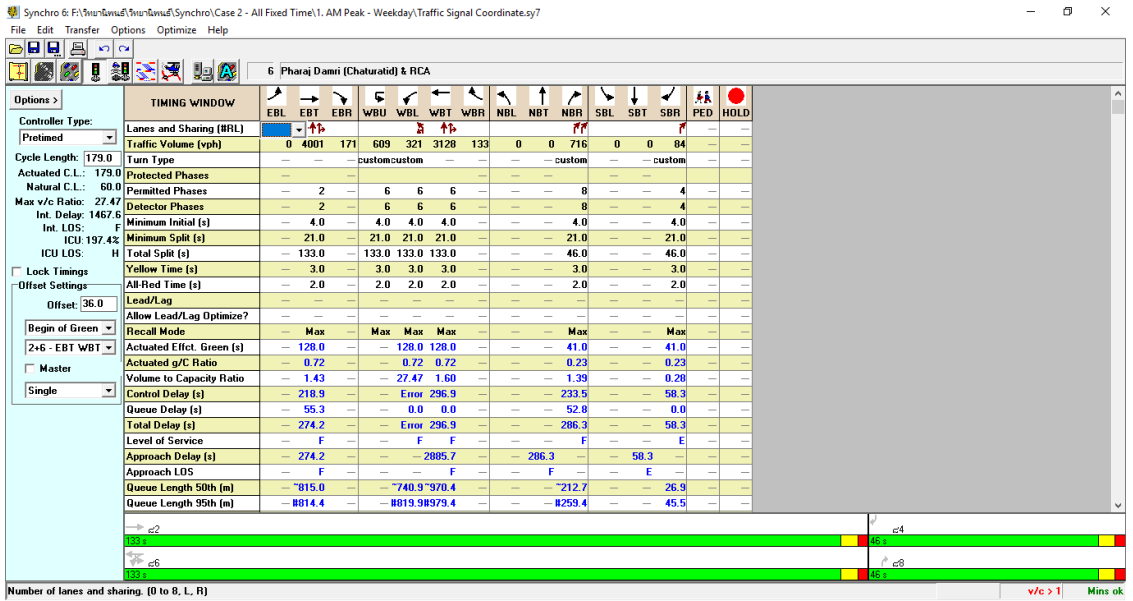 Synchro 6: F:\วิทยานิพนธ์\วิทยานิพนธ์\Synchro\Case 2 - All Fixed Time\1. AM Peak - Weekday\Traffic Signal Coordinate.sy7
File Edit Transfer Options Optimize Help
6 Pharaj Damri (Chaturatid) & RCA
Options >
Controller Type:
Pretimed
Cycle Length: 179.0
Actuated C.L.: 179.0
Natural C.L.: 60.0
Max v/c Ratio: 27.47
Int. Delay: 1467.6
Int. LOS: F
ICU: 197.4%
ICU LOS: H
Lock Timings
Offset Settings
Offset: 36.0
Begin of Green
2+6 - EBT WBT
Master
Single
TIMING WINDOW EBL EBT EBR WBU WBL WBT WBR NBL NBT NBR SBL SBT SBR PED HOLD
Lanes and Sharing (#RL) — —
Traffic Volume (vph) 0 4001 171 609 321 3128 133 0 0 716 0 0 84 — —
Turn Type — — — custom custom — — — — custom — — custom — —
Protected Phases — — — — — —
Permitted Phases — 2 — 6 6 6 — — — 8 — — 4 — —
Detector Phases — 2 — 6 6 6 — — — 8 — — 4 — —
Minimum Initial (s) — 4.0 — 4.0 4.0 4.0 — — — 4.0 — — 4.0 — —
Minimum Split (s) — 21.0 — 21.0 21.0 21.0 — — — 21.0 — — 21.0 — —
Total Split (s) — 133.0 — 133.0 133.0 133.0 — — — 46.0 — — 46.0 — —
Yellow Time (s) — 3.0 — 3.0 3.0 3.0 — — — 3.0 — — 3.0 — —
All-Red Time (s) — 2.0 — 2.0 2.0 2.0 — — — 2.0 — — 2.0 — —
Lead/Lag — — — — — — — — — — — — — — —
Allow Lead/Lag Optimize? — — — — — — — — — — — — — — —
Recall Mode — Max — Max Max Max — — — Max — — Max — —
Actuated Effct. Green (s) — 128.0 — — 128.0 128.0 — — — 41.0 — — 41.0 — —
Actuated g/C Ratio — 0.72 — — 0.72 0.72 — — — 0.23 — — 0.23 — —
Volume to Capacity Ratio — 1.43 — — 27.47 1.60 — — — 1.39 — — 0.28 — —
Control Delay (s) — 218.9 — — Error 296.9 — — — 233.5 — — 58.3 — —
Queue Delay (s) — 55.3 — — 0.0 0.0 — — — 52.8 — — 0.0 — —
Total Delay (s) — 274.2 — — Error 296.9 — — — 286.3 — — 58.3 — —
Level of Service — F — — F F — — — F — — E — —
Approach Delay (s) — 274.2 — — — 2885.7 — — 286.3 — — 58.3 — — —
Approach LOS — F — — — F — — F — — E — — —
Queue Length 50th (m) — ~815.0 — — ~740.9 ~970.4 — — — ~212.7 — — 26.9 — —
Queue Length 95th (m) — #814.4 — — #819.9 #979.4 — — — #259.4 — — 45.5 — —
ø2
133 s
ø4
46 s
ø6
133 s
ø8
46 s
Number of lanes and sharing. (0 to 8, L, R) v/c > 1 Mins ok